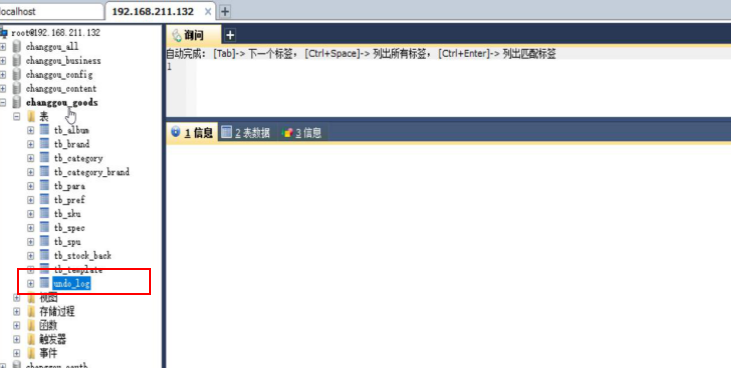 localhost
192.168.211.132
root@192.168.211.132
changgou_all
changgou_business
changgou_config
changgou_content
changgou_goods
表
tb_album
tb_brand
tb_category
tb_category_brand
tb_para
tb_pref
tb_sku
tb_spec
tb_spu
tb_stock_back
tb_template
undo_log
视图
存储过程
函数
触发器
事件
询问
自动完成: [Tab]-> 下一个标签, [Ctrl+Space]-> 列出所有标签, [Ctrl+Enter]-> 列出匹配标签
1
1 信息
2 表数据
3 信息